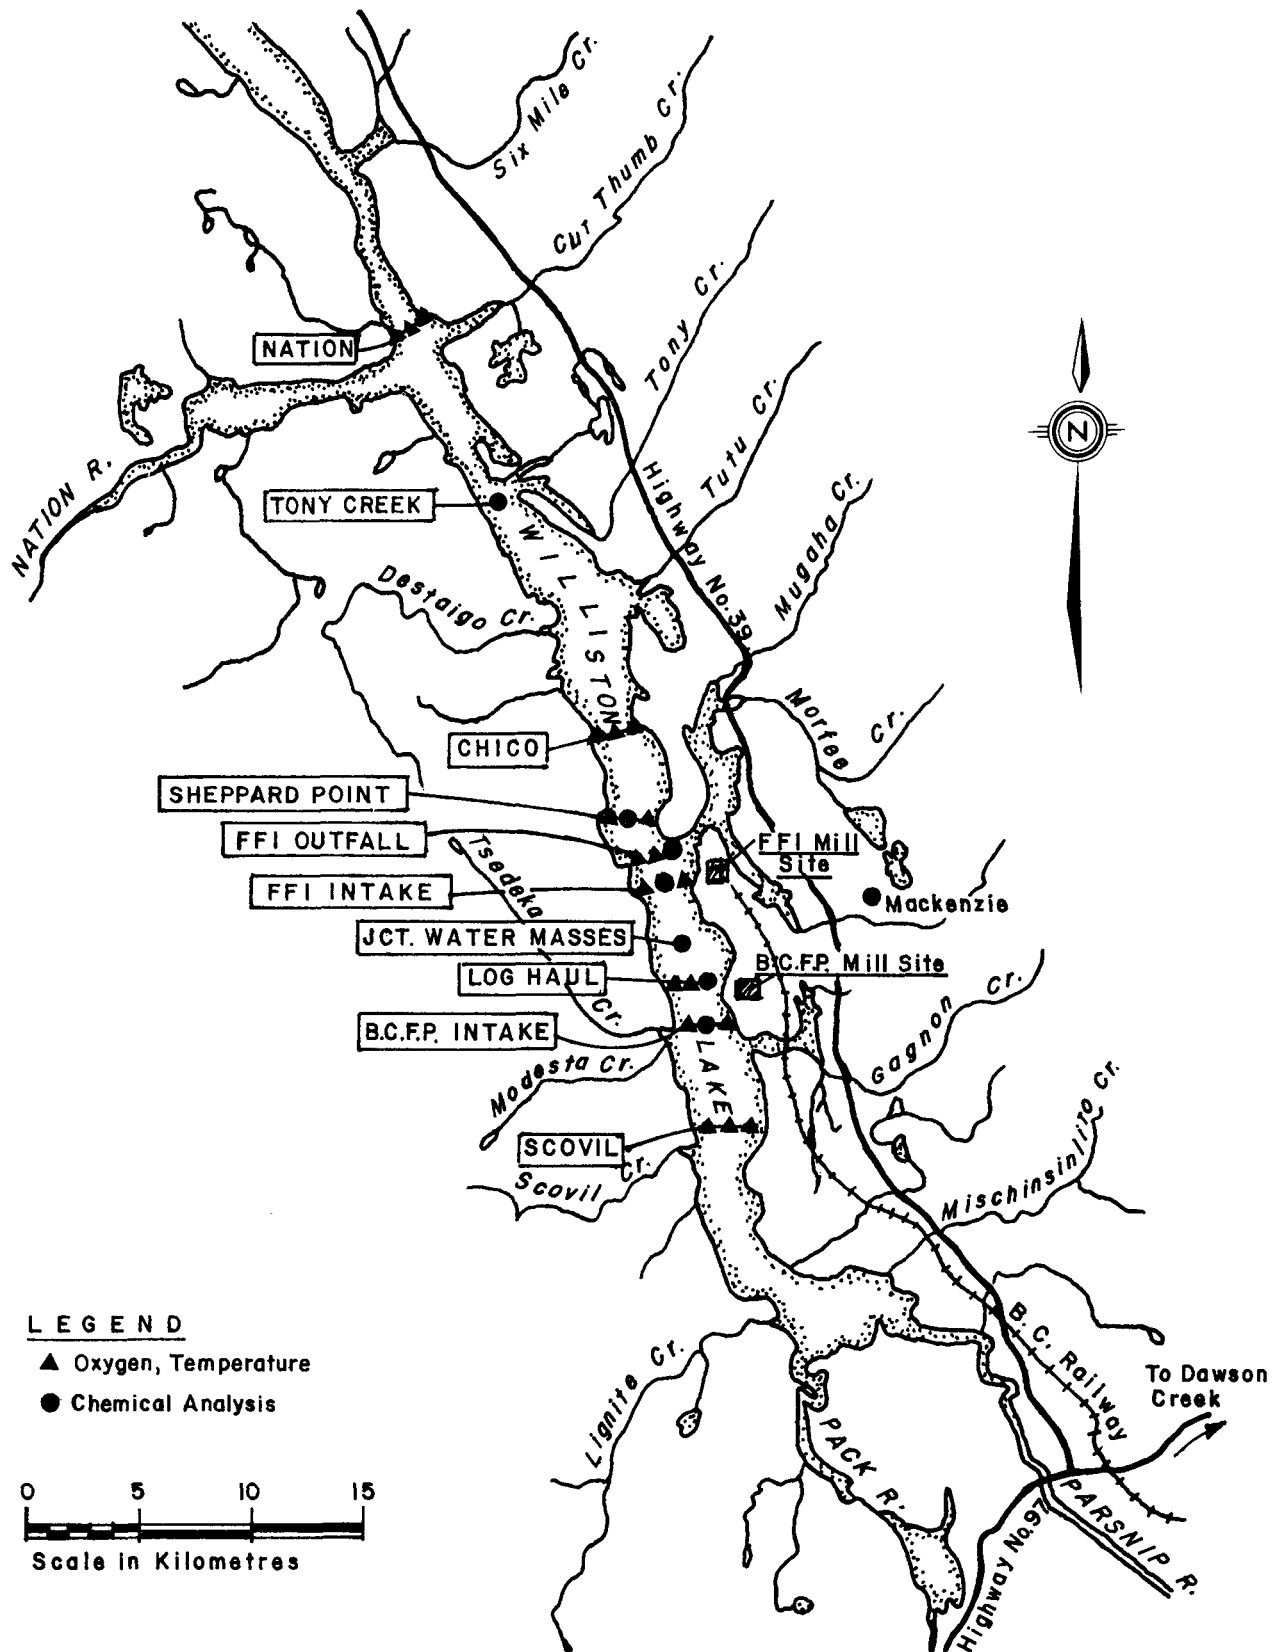 Six Mile Cr.
Cut Thumb Cr.
Tony Cr.
NATION
Tutu Cr.
N
NATION R.
TONY CREEK
Highway No. 39
Mugaha Cr.
WILLISTON
Destaigo Cr.
Morfee Cr.
CHICO
SHEPPARD POINT
FFI OUTFALL
FFI Mill
Site
Tsedeka Cr.
FFI INTAKE
Mackenzie
JCT. WATER MASSES
B.C.F.P. Mill Site
LOG HAUL
B.C.F.P. INTAKE
Gagnon Cr.
LAKE
Modesta Cr.
SCOVIL
Scovil Cr.
Mischinsinlito Cr.
LEGEND
Oxygen, Temperature
Chemical Analysis
B. C. Railway
To Dawson
Creek
Lignite Cr.
PACK R.
0 5 10 15
Scale in Kilometres
Highway No. 97
PARSNIP R.